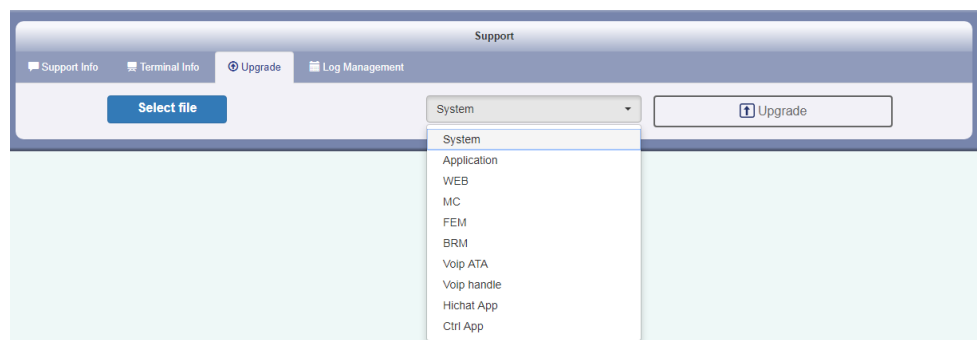 Support
Support Info Terminal Info Upgrade Log Management
Select file System Upgrade
System
Application
WEB
MC
FEM
BRM
Voip ATA
Voip handle
Hichat App
Ctrl App